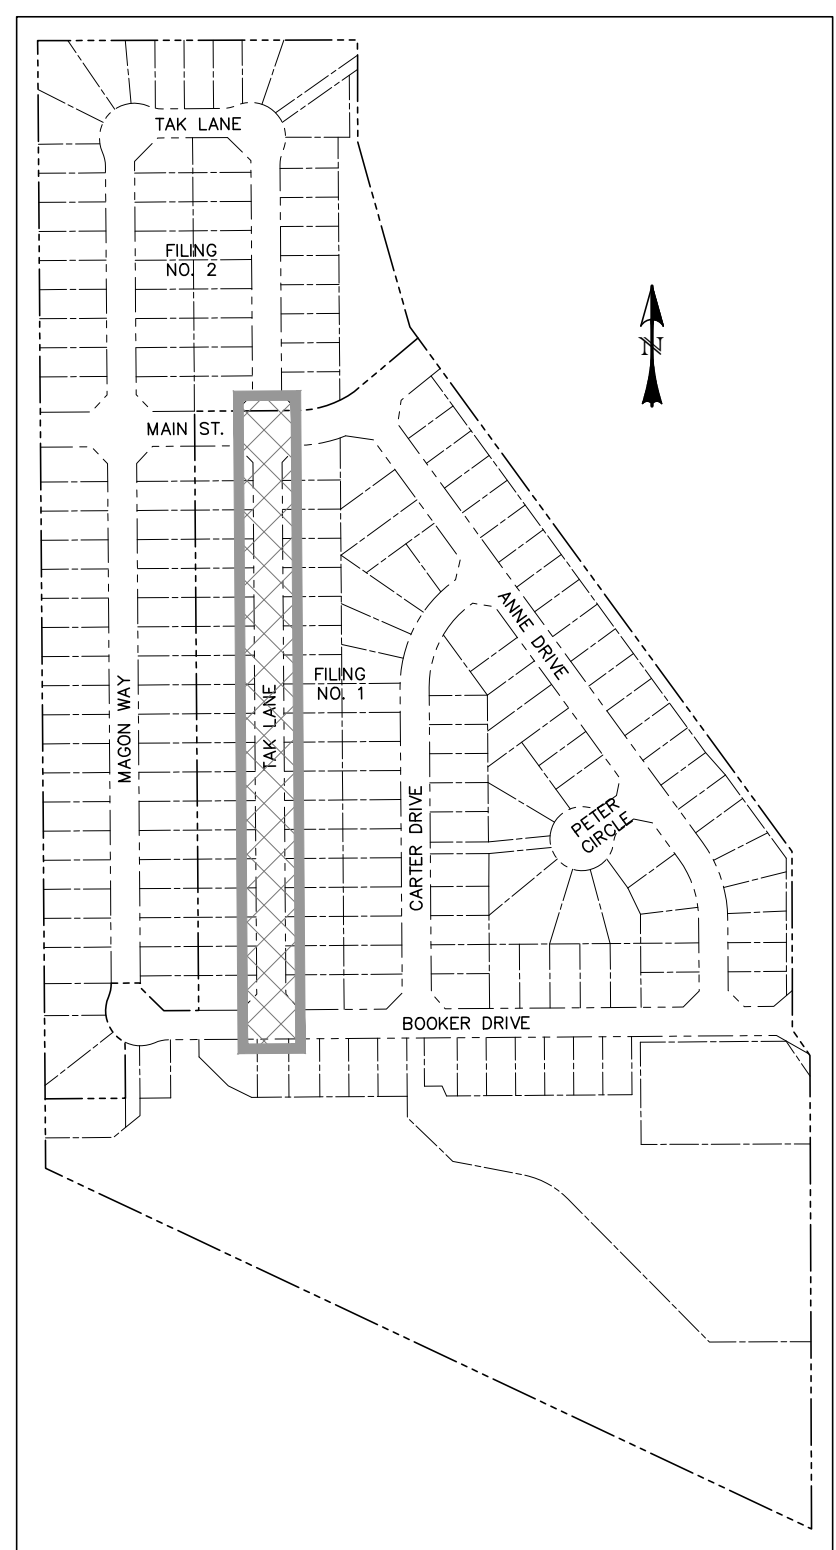 TAK LANE
FILING
NO. 2
N
MAIN ST.
ANNE DRIVE
FILING
NO. 1
MAGON WAY
TAK LANE
CARTER DRIVE
PETER
CIRCLE
BOOKER DRIVE